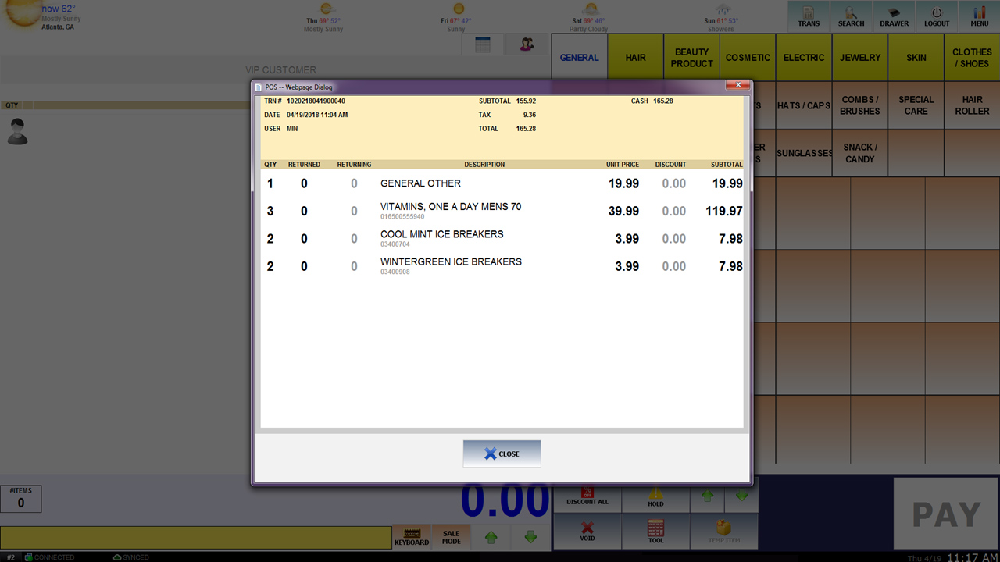 now 62°
Mostly Sunny
Atlanta, GA
Thu 69° 52°
Mostly Sunny
Fri 67° 42°
Sunny
Sat 69° 46°
Partly Cloudy
Sun 61° 53°
Showers
TRANS
SEARCH
DRAWER
LOGOUT
MENU
GENERAL
HAIR
BEAUTY
PRODUCT
COSMETIC
ELECTRIC
JEWELRY
SKIN
CLOTHES
/ SHOES
VIP CUSTOMER
QTY
HATS / CAPS
COMBS /
BRUSHES
SPECIAL
CARE
HAIR
ROLLER
SUNGLASSES
SNACK /
CANDY
POS -- Webpage Dialog
TRN # 1020218041900040 SUBTOTAL 155.92 CASH 165.28
DATE 04/19/2018 11:04 AM TAX 9.36
USER MIN TOTAL 165.28
QTY RETURNED RETURNING DESCRIPTION UNIT PRICE DISCOUNT SUBTOTAL
1 0 0 GENERAL OTHER 19.99 0.00 19.99
3 0 0 VITAMINS, ONE A DAY MENS 70 39.99 0.00 119.97
016500555940
2 0 0 COOL MINT ICE BREAKERS 3.99 0.00 7.98
03400704
2 0 0 WINTERGREEN ICE BREAKERS 3.99 0.00 7.98
03400908
CLOSE
#ITEMS
0
0.00
KEYBOARD
SALE
MODE
% OFF
DISCOUNT ALL
HOLD
VOID
TOOL
TEMP ITEM
PAY
#2 CONNECTED SYNCED
Thu 4/19 11:17 AM